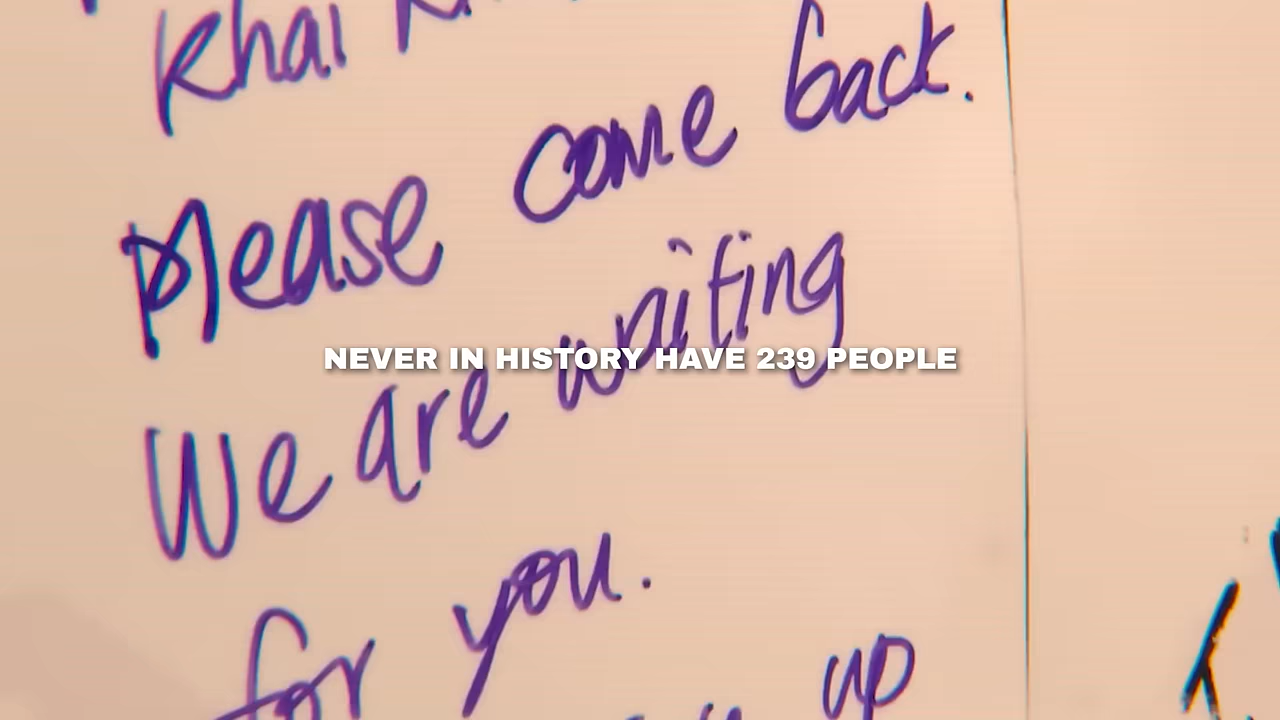 Khai
Please come back.
We are waiting
NEVER IN HISTORY HAVE 239 PEOPLE
for you.
up